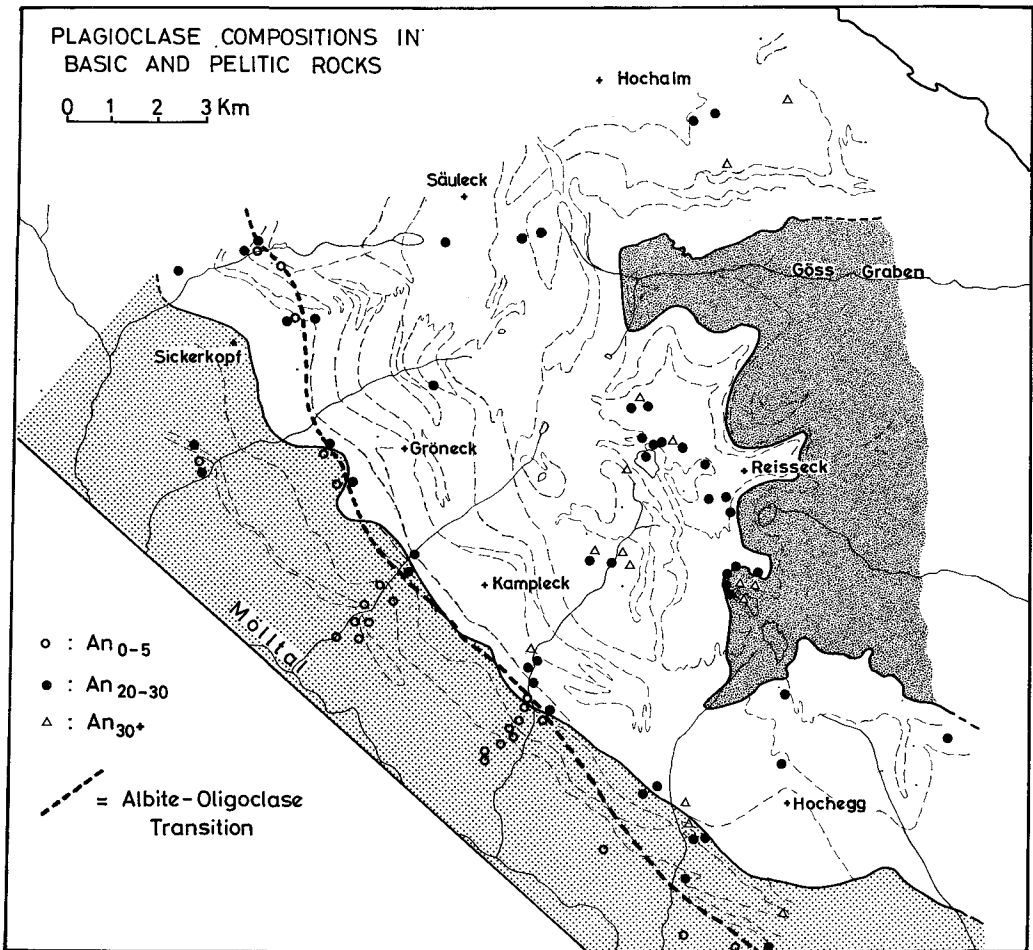 PLAGIOCLASE COMPOSITIONS IN
BASIC AND PELITIC ROCKS
0 1 2 3 Km
Hochalm
Säuleck
Göss Graben
Sickerkopf
Gröneck
Reisseck
Kampleck
Mölltal
o : An0-5
● : An20-30
△ : An30+
= Albite-Oligoclase
Transition
Hochegg